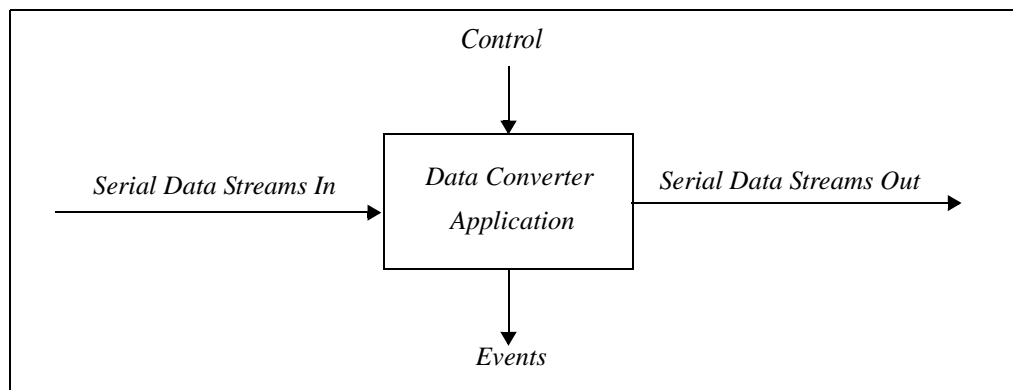 Control
Serial Data Streams In
Data Converter
Application
Serial Data Streams Out
Events